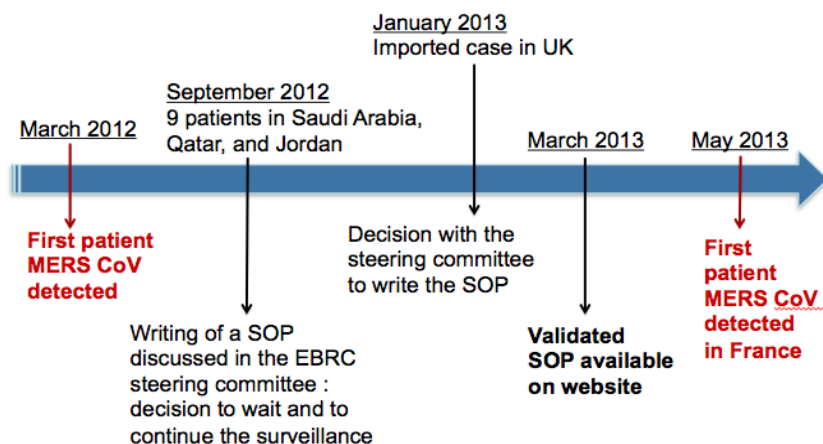 January 2013
Imported case in UK
September 2012
9 patients in Saudi Arabia,
Qatar, and Jordan
March 2012
March 2013
May 2013
First patient
MERS CoV
detected
Writing of a SOP
discussed in the EBRC
steering committee :
decision to wait and to
continue the surveillance
Decision with the
steering committee
to write the SOP
Validated
SOP available
on website
First
patient
MERS CoV
detected
in France